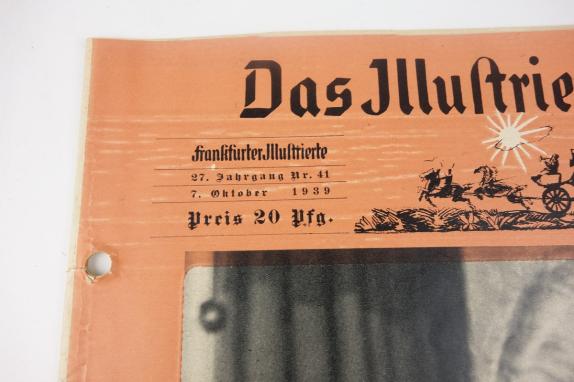 Das Illustrie
Frankfurter Illustrierte
27. Jahrgang Nr. 41
7. Oktober 1939
Preis 20 Pfg.